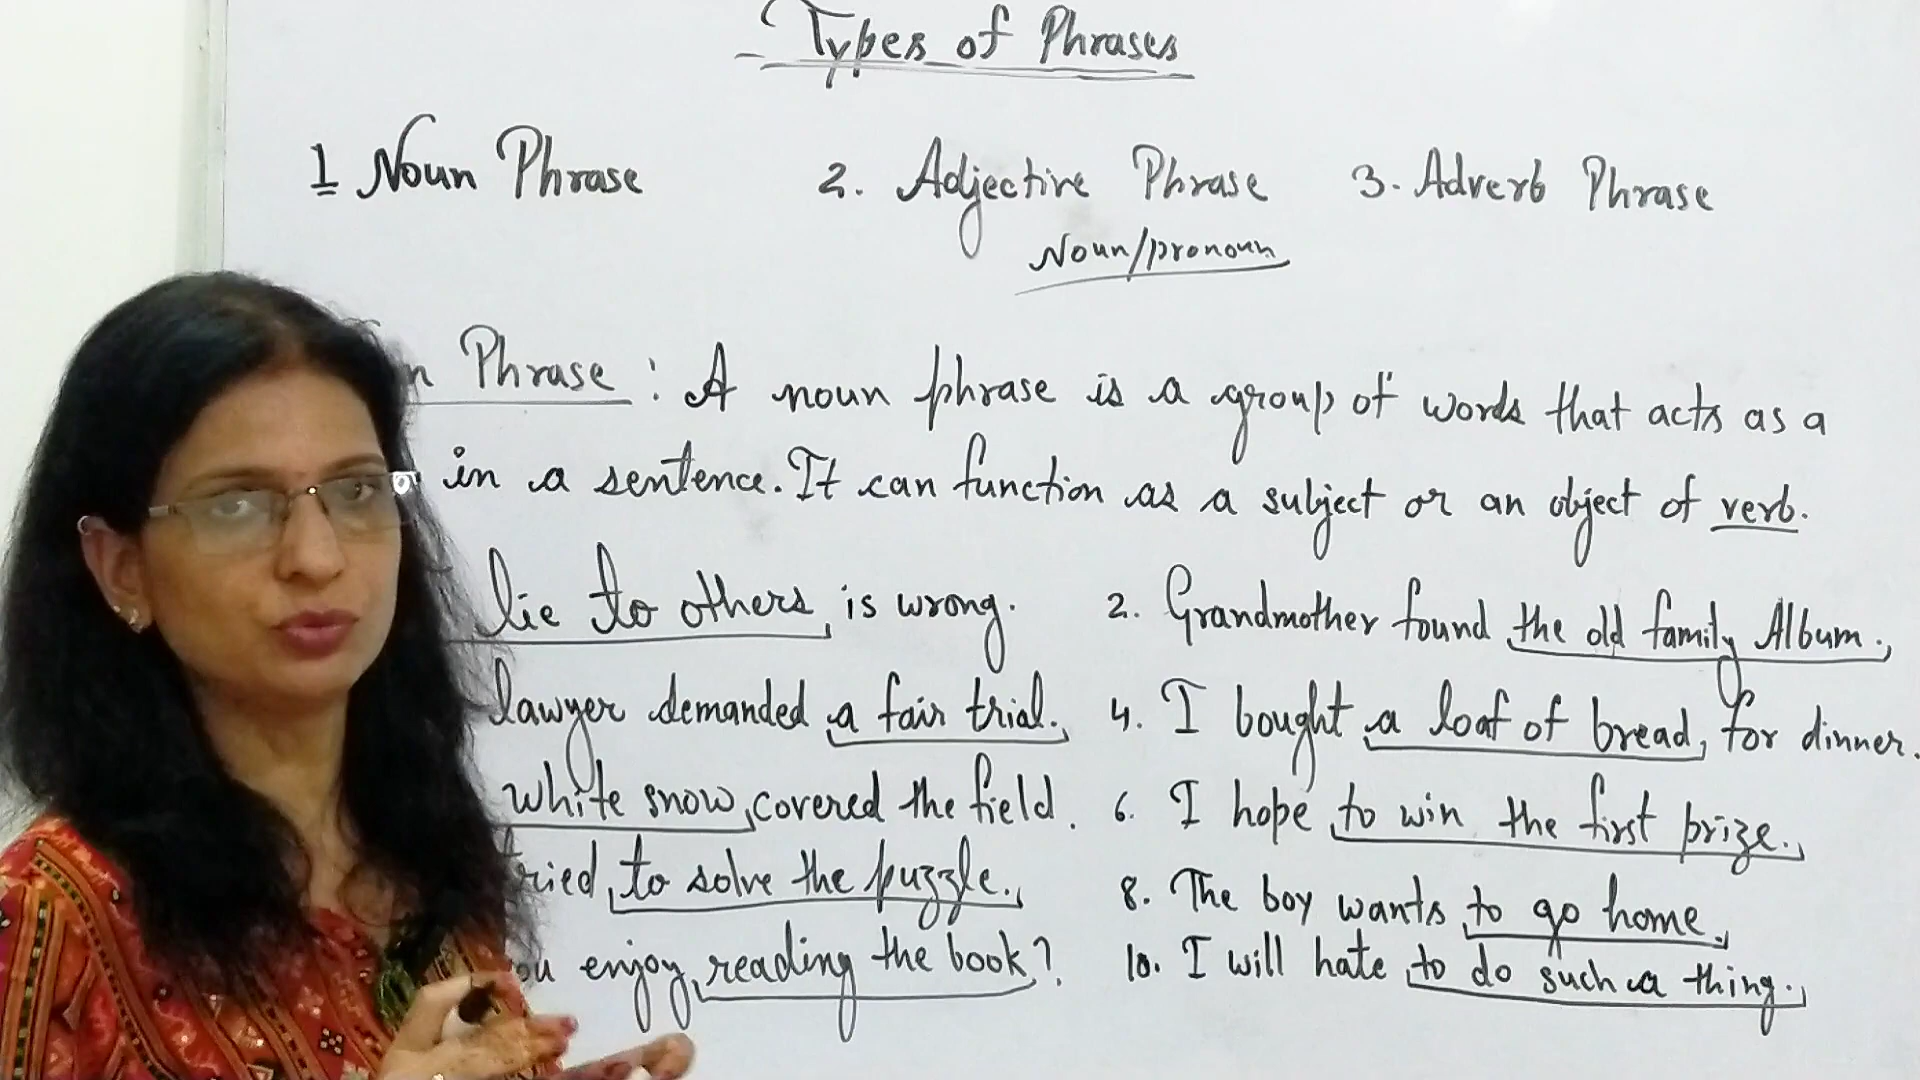 Types of Phrases
1 Noun Phrase 2. Adjective Phrase 3. Adverb Phrase
Noun/pronoun
Phrase : A noun phrase is a group of words that acts as a
in a sentence. It can function as a subject or an object of verb.
lie to others, is wrong. 2. Grandmother found the old family Album.
lawyer demanded a fair trial. 4. I bought a loaf of bread, for dinner.
white snow, covered the field. 6. I hope to win the first prize.
to solve the puzzle. 8. The boy wants to go home.
enjoy reading the book? 10. I will hate to do such a thing.